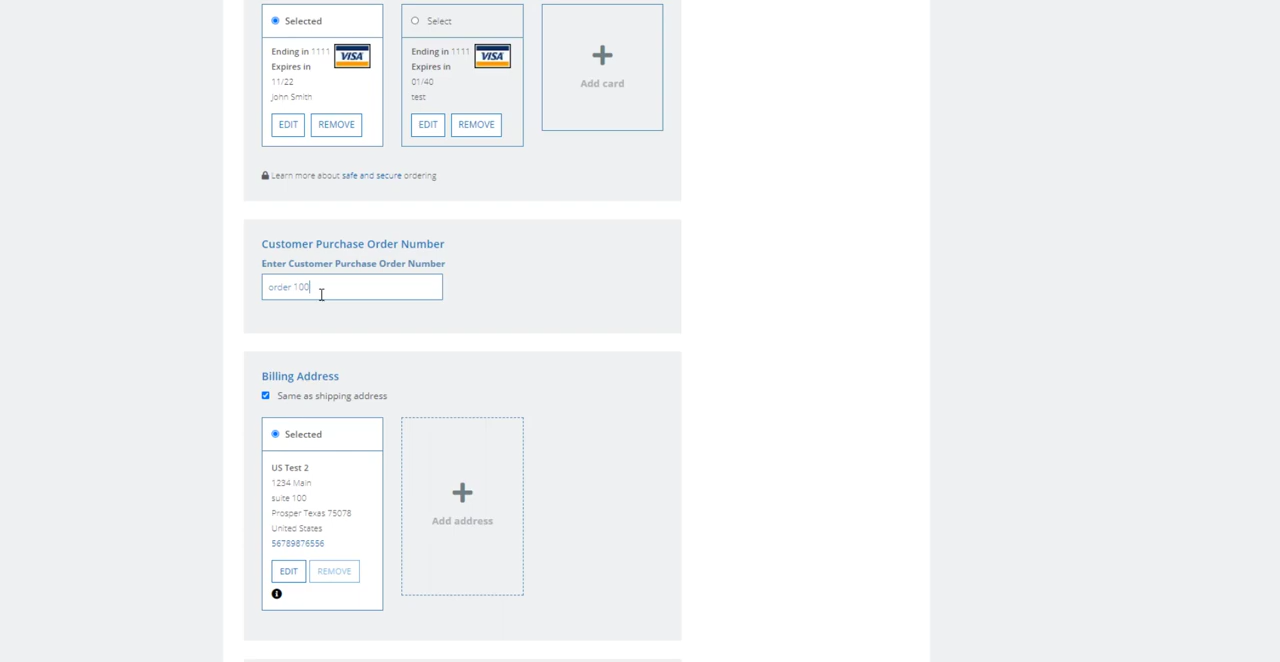 Selected
Select
Ending in 1111
VISA
Expires in
11/22
John Smith
EDIT REMOVE
Ending in 1111
VISA
Expires in
01/40
test
EDIT REMOVE
Add card
Learn more about safe and secure ordering
Customer Purchase Order Number
Enter Customer Purchase Order Number
order 100
Billing Address
Same as shipping address
Selected
US Test 2
1234 Main
suite 100
Prosper Texas 75078
United States
56789876556
EDIT REMOVE
Add address